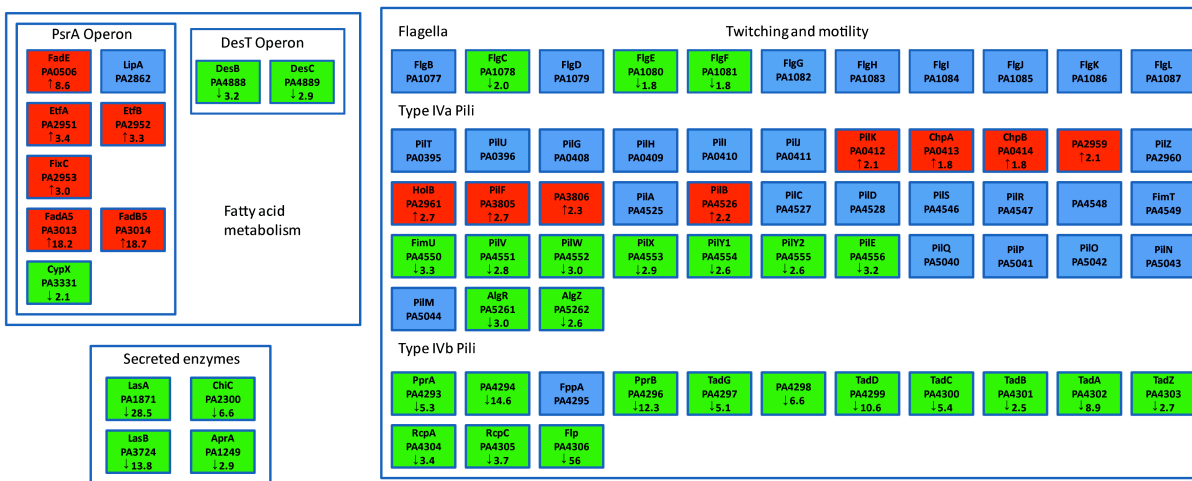 PsrA Operon
FadE
PA0506
↑8.6
LipA
PA2862
EtfA
PA2951
↑3.4
EtfB
PA2952
↑3.3
FixC
PA2953
↑3.0
FadA5
PA3013
↑18.2
FadB5
PA3014
↑18.7
CypX
PA3331
↓2.1
DesT Operon
DesB
PA4888
↓3.2
DesC
PA4889
↓2.9
Fatty acid
metabolism
Secreted enzymes
LasA
PA1871
↓28.5
ChiC
PA2300
↓6.6
LasB
PA3724
↓13.8
AprA
PA1249
↓2.9
Flagella
Twitching and motility
FlgB
PA1077
FlgC
PA1078
↓2.0
FlgD
PA1079
FlgE
PA1080
↓1.8
FlgF
PA1081
↓1.8
FlgG
PA1082
FlgH
PA1083
FlgI
PA1084
FlgJ
PA1085
FlgK
PA1086
FlgL
PA1087
Type IVa Pili
PilT
PA0395
PilU
PA0396
PilG
PA0408
PilH
PA0409
PilI
PA0410
PilJ
PA0411
PilK
PA0412
↑2.1
ChpA
PA0413
↑1.8
ChpB
PA0414
↑1.8
PA2959
↑2.1
PilZ
PA2960
HolB
PA2961
↑2.7
PilF
PA3805
↑2.7
PA3806
↑2.3
PilA
PA4525
PilB
PA4526
↑2.2
PilC
PA4527
PilD
PA4528
PilS
PA4546
PilR
PA4547
PA4548
FimT
PA4549
FimU
PA4550
↓3.3
PilV
PA4551
↓2.8
PilW
PA4552
↓3.0
PilX
PA4553
↓2.9
PilY1
PA4554
↓2.6
PilY2
PA4555
↓2.6
PilE
PA4556
↓3.2
PilQ
PA5040
PilP
PA5041
PilO
PA5042
PilN
PA5043
PilM
PA5044
AlgR
PA5261
↓3.0
AlgZ
PA5262
↓2.6
Type IVb Pili
PprA
PA4293
↓5.3
PA4294
↓14.6
FppA
PA4295
PprB
PA4296
↓12.3
TadG
PA4297
↓5.1
PA4298
↓6.6
TadD
PA4299
↓10.6
TadC
PA4300
↓5.4
TadB
PA4301
↓2.5
TadA
PA4302
↓8.9
TadZ
PA4303
↓2.7
RcpA
PA4304
↓3.4
RcpC
PA4305
↓3.7
Flp
PA4306
↓56